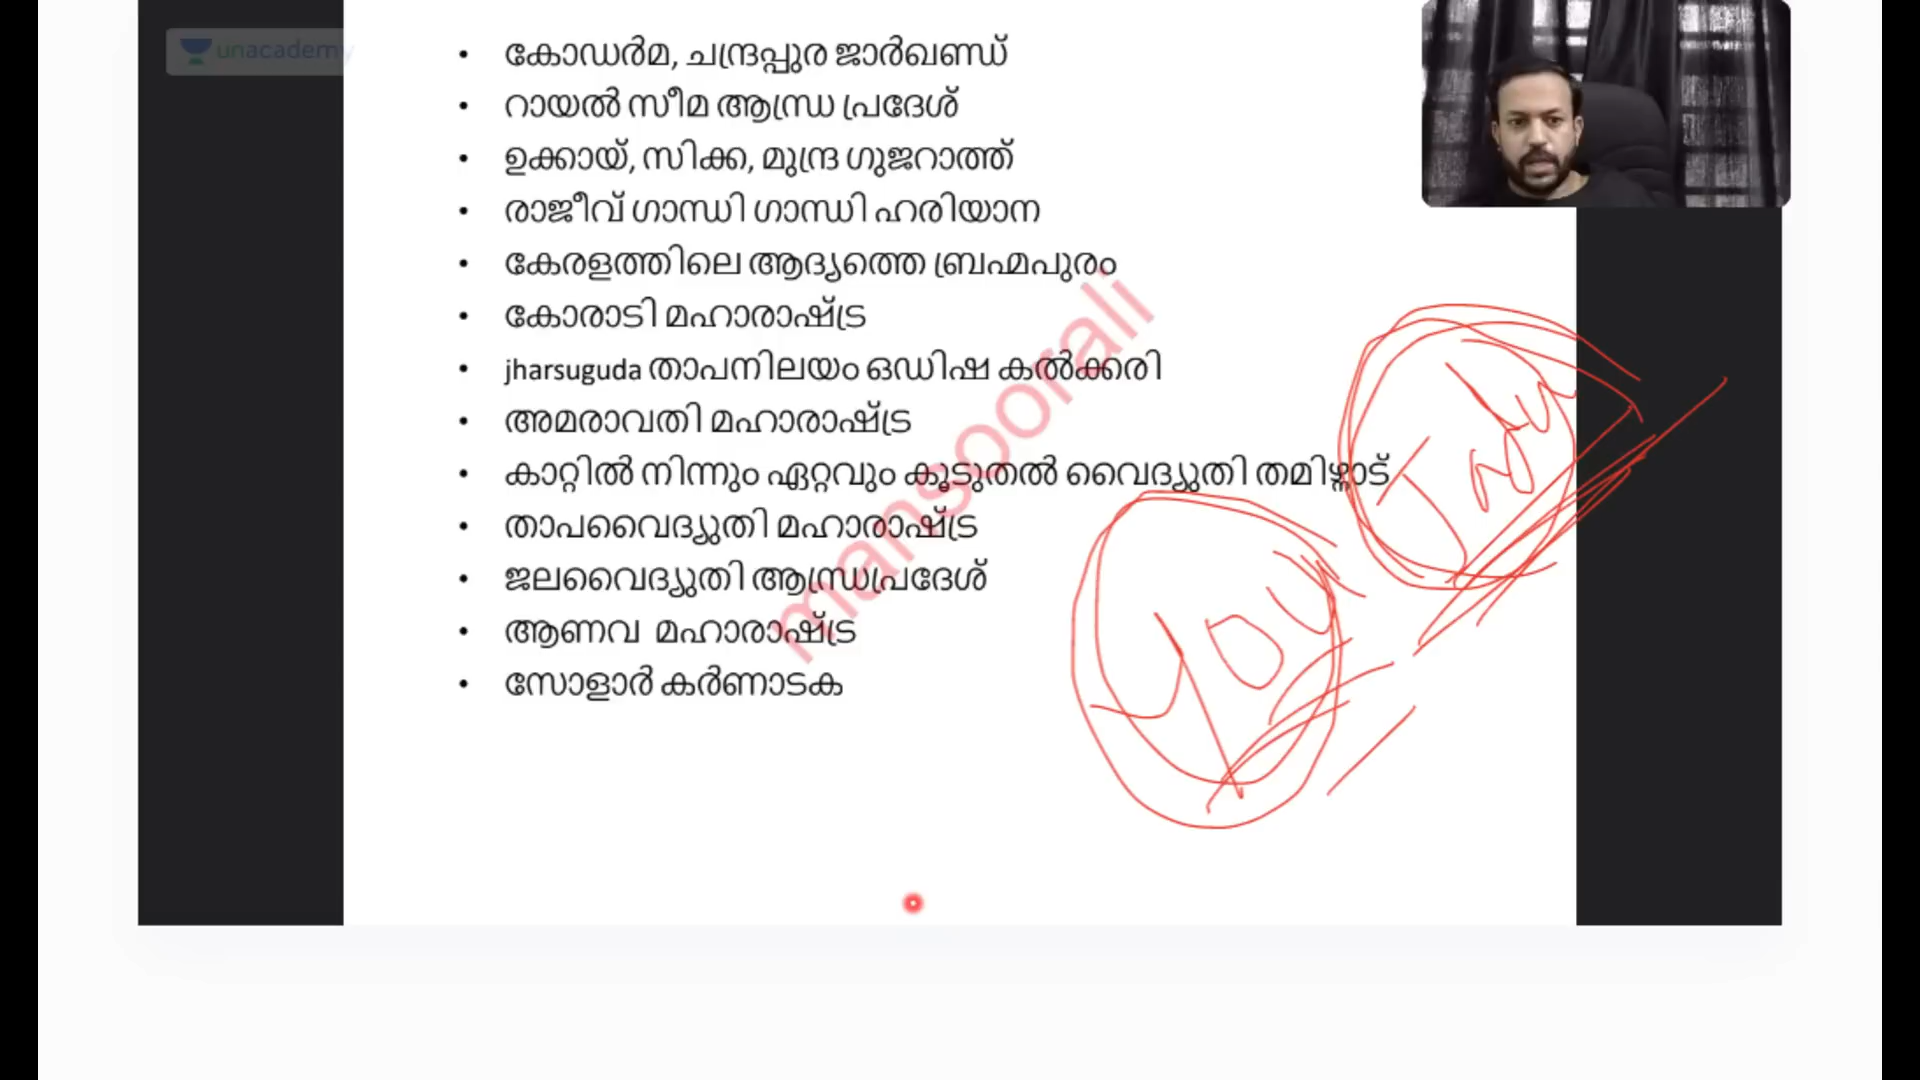 unacademy
കോഡർമ, ചന്ദ്രപ്പുര ജാർഖണ്ഡ്
റായൽ സീമ ആന്ധ്ര പ്രദേശ്
ഉക്കായ്, സിക്ക, മുന്ദ്ര ഗുജറാത്ത്
രാജീവ് ഗാന്ധി ഗാന്ധി ഹരിയാന
കേരളത്തിലെ ആദ്യത്തെ ബ്രഹ്മപുരം
കോരാടി മഹാരാഷ്ട്ര
jharsuguda താപനിലയം ഒഡിഷ കൽക്കരി
അമരാവതി മഹാരാഷ്ട്ര
കാറ്റിൽ നിന്നും ഏറ്റവും കൂടുതൽ വൈദ്യുതി തമിഴ്നാട്
താപവൈദ്യുതി മഹാരാഷ്ട്ര
ജലവൈദ്യുതി ആന്ധ്രപ്രദേശ്
ആണവ മഹാരാഷ്ട്ര
സോളാർ കർണാടക
mansoorali